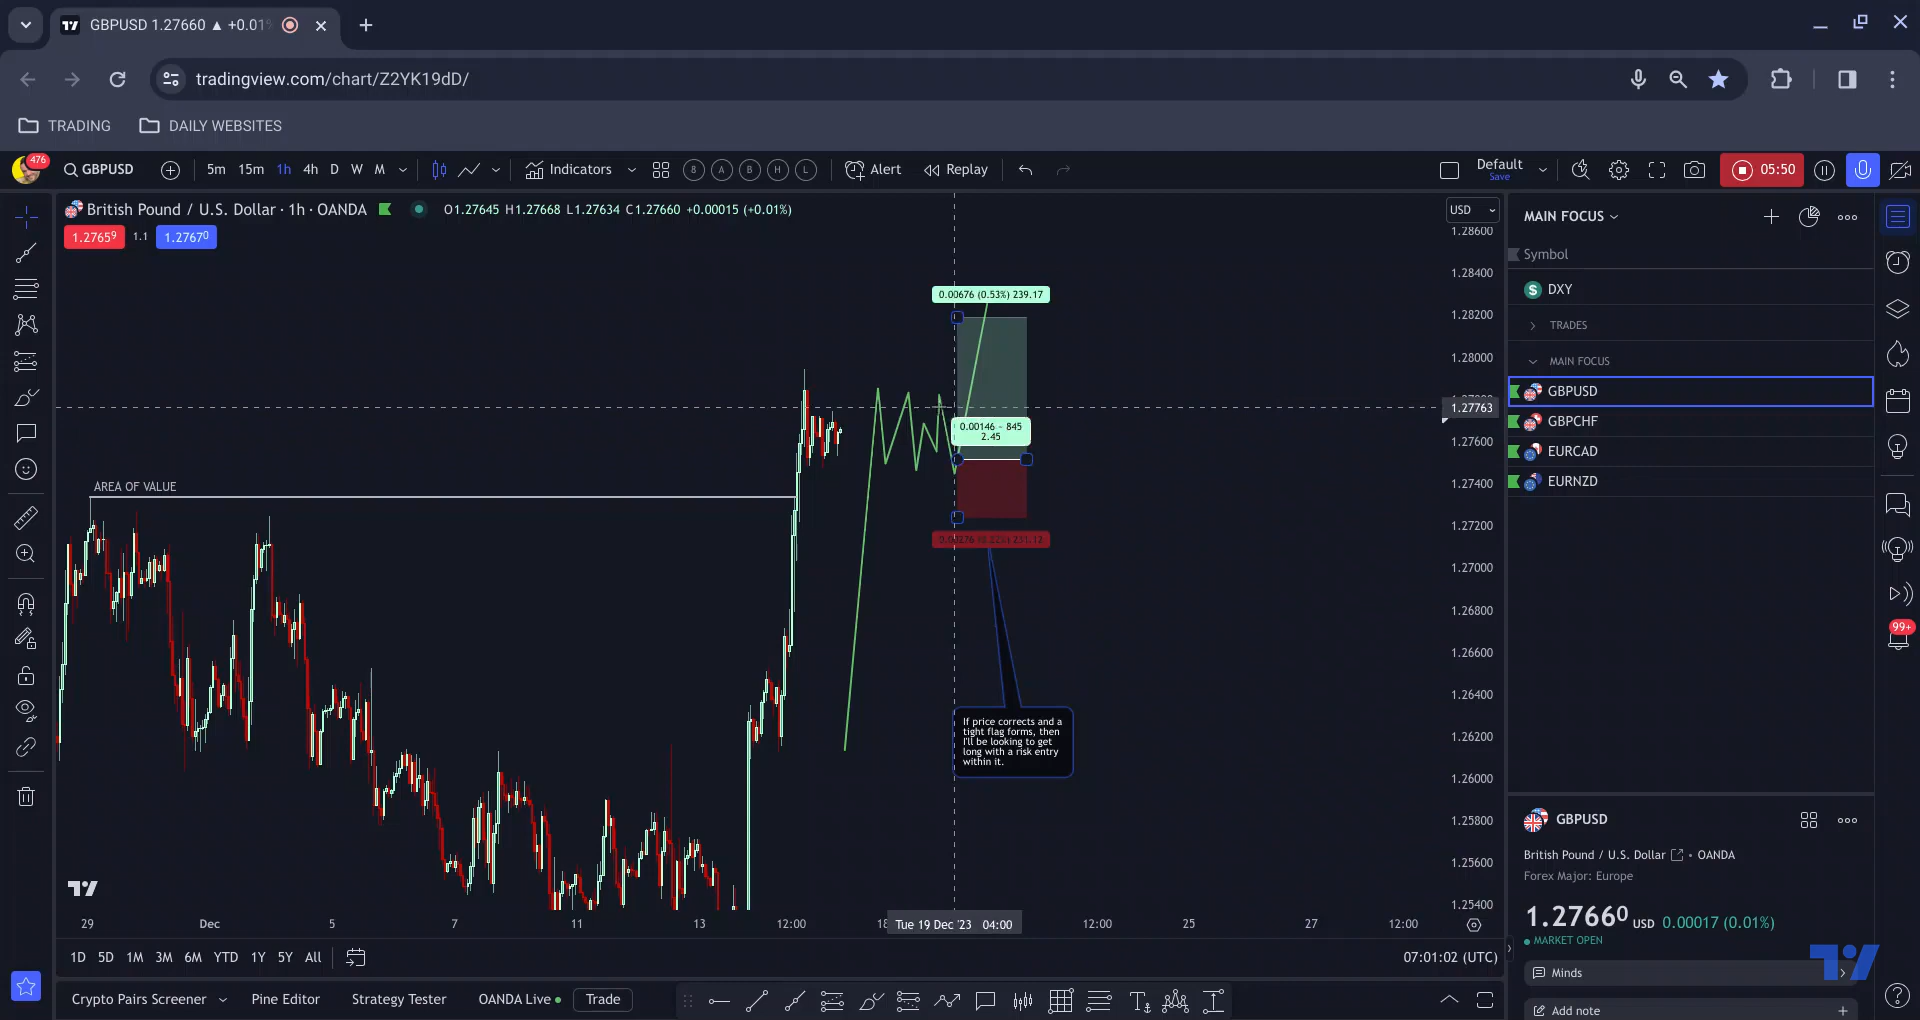 GBPUSD 1.27660 ▲ +0.01%
tradingview.com/chart/Z2YK19dD/
TRADING
DAILY WEBSITES
476
GBPUSD
5m 15m 1h 4h D W M
Indicators
8 A B H L
Alert
Replay
Default
Save
05:50
British Pound / U.S. Dollar · 1h · OANDA
O1.27645 H1.27668 L1.27634 C1.27660 +0.00015 (+0.01%)
1.27659
1.1
1.27670
USD
1.28600
1.28400
1.28200
1.28000
1.27763
1.27600
1.27400
1.27200
1.27000
1.26800
1.26600
1.26400
1.26200
1.26000
1.25800
1.25600
1.25400
0.00676 (0.53%) 239.17
0.00146 ~ 845
2.45
AREA OF VALUE
If price corrects and a
tight flag forms, then
I'll be looking to get
long with a risk entry
within it.
29 Dec 5 7 11 13 12:00 18 Tue 19 Dec '23 04:00 12:00 25 27 12:00
1D 5D 1M 3M 6M YTD 1Y 5Y All
07:01:02 (UTC)
Crypto Pairs Screener
Pine Editor
Strategy Tester
OANDA Live
Trade
MAIN FOCUS
Symbol
DXY
TRADES
MAIN FOCUS
GBPUSD
GBPCHF
EURCAD
EURNZD
99+
GBPUSD
British Pound / U.S. Dollar • OANDA
Forex Major: Europe
1.27660 USD 0.00017 (0.01%)
MARKET OPEN
Minds
Add note